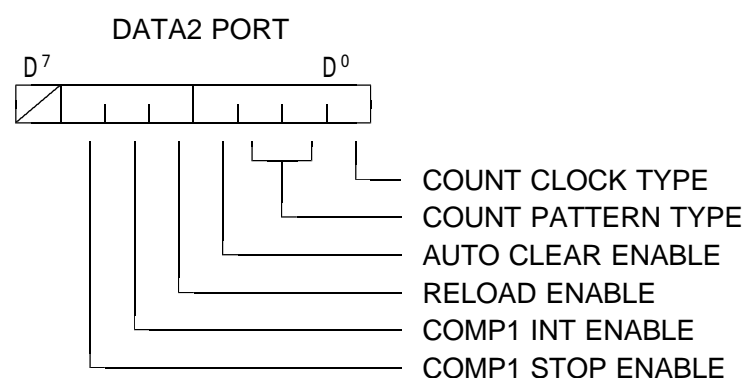 DATA2 PORT
D7 D0
COUNT CLOCK TYPE
COUNT PATTERN TYPE
AUTO CLEAR ENABLE
RELOAD ENABLE
COMP1 INT ENABLE
COMP1 STOP ENABLE